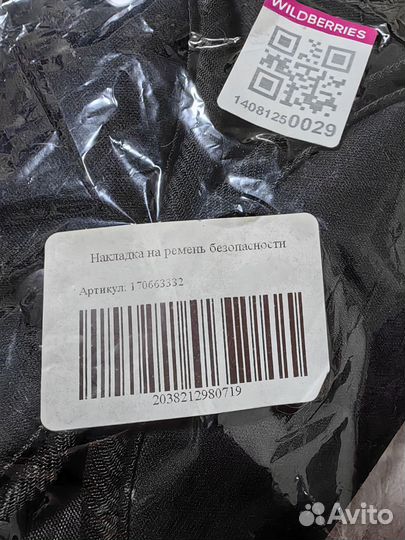 WILDBERRIES
14081250029
Накладка на ремень безопасности
Артикул: 170663332
2038212980719
Avito